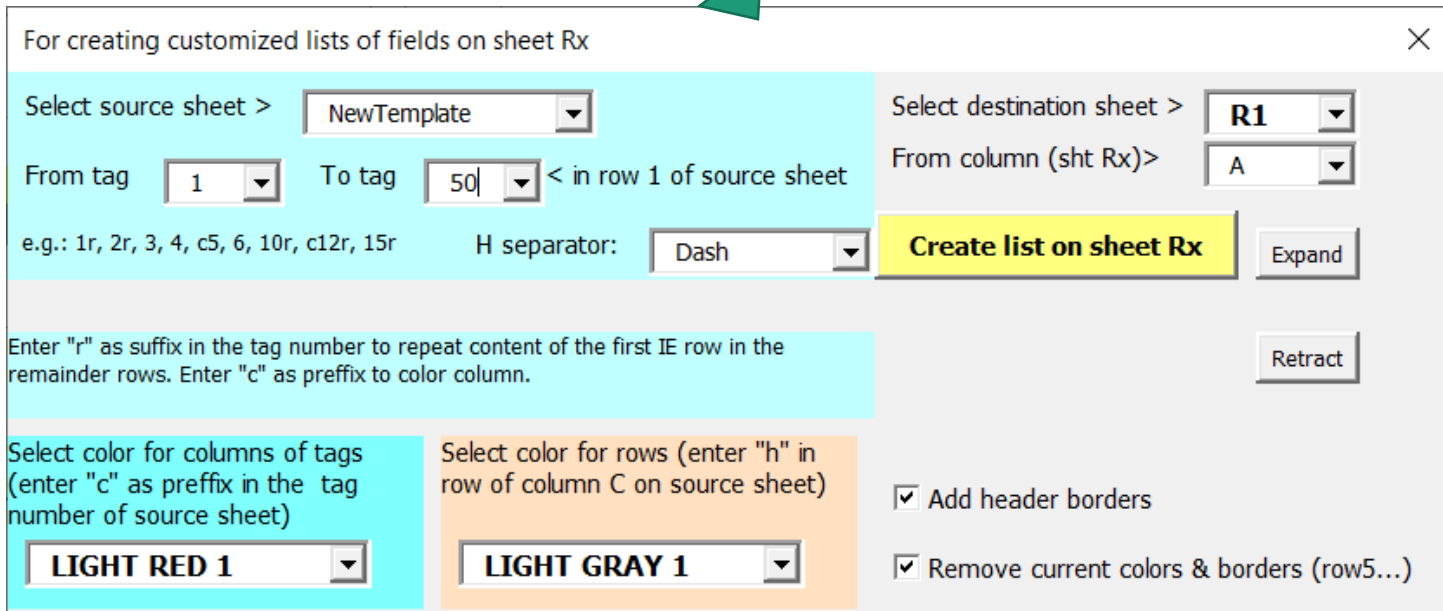 For creating customized lists of fields on sheet Rx
Select source sheet > NewTemplate
Select destination sheet > R1
From tag 1 To tag 50 < in row 1 of source sheet
From column (sht Rx)> A
e.g.: 1r, 2r, 3, 4, c5, 6, 10r, c12r, 15r
H separator: Dash
Create list on sheet Rx
Expand
Enter "r" as suffix in the tag number to repeat content of the first IE row in the
remainder rows. Enter "c" as preffix to color column.
Retract
Select color for columns of tags
(enter "c" as preffix in the tag
number of source sheet)
LIGHT RED 1
Select color for rows (enter "h" in
row of column C on source sheet)
LIGHT GRAY 1
Add header borders
Remove current colors & borders (row5...)